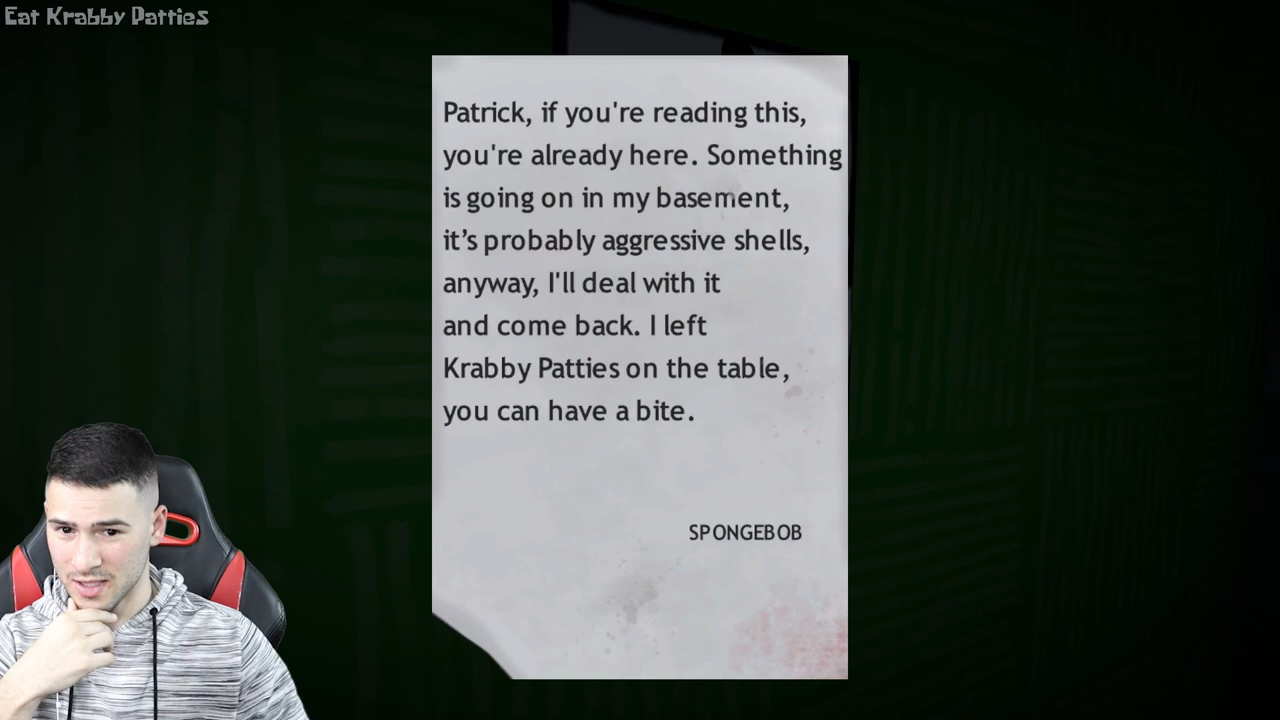 Eat Krabby Patties
Patrick, if you're reading this,
you're already here. Something
is going on in my basement,
it’s probably aggressive shells,
anyway, I'll deal with it
and come back. I left
Krabby Patties on the table,
you can have a bite.
SPONGEBOB